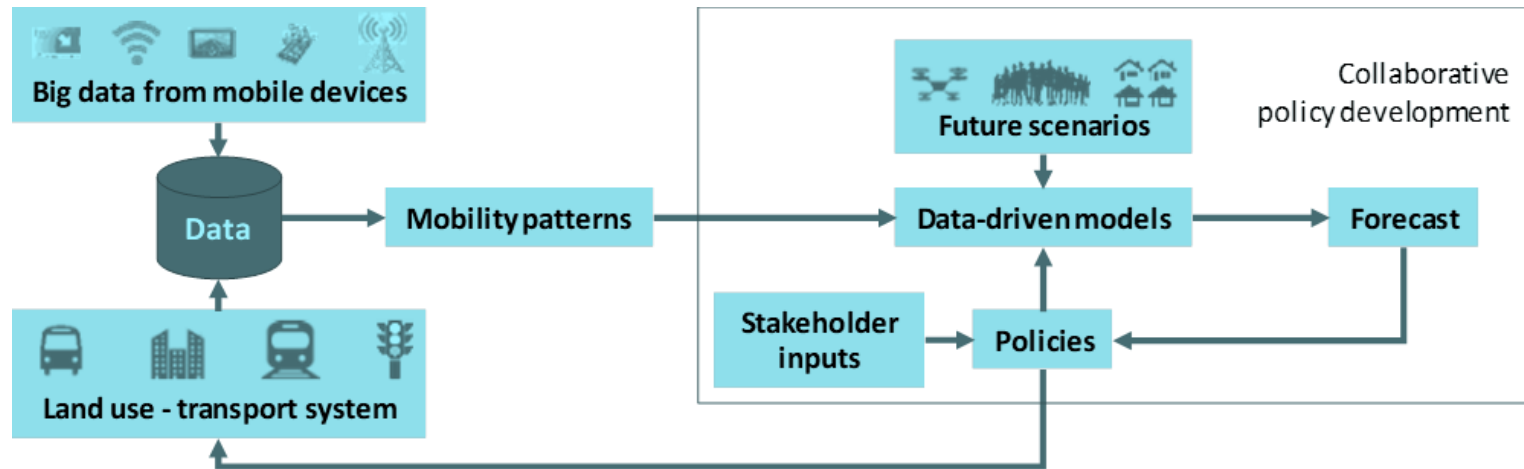 Big data from mobile devices
Data
Land use - transport system
Mobility patterns
Collaborative
policy development
Future scenarios
Data-driven models
Forecast
Stakeholder
inputs
Policies